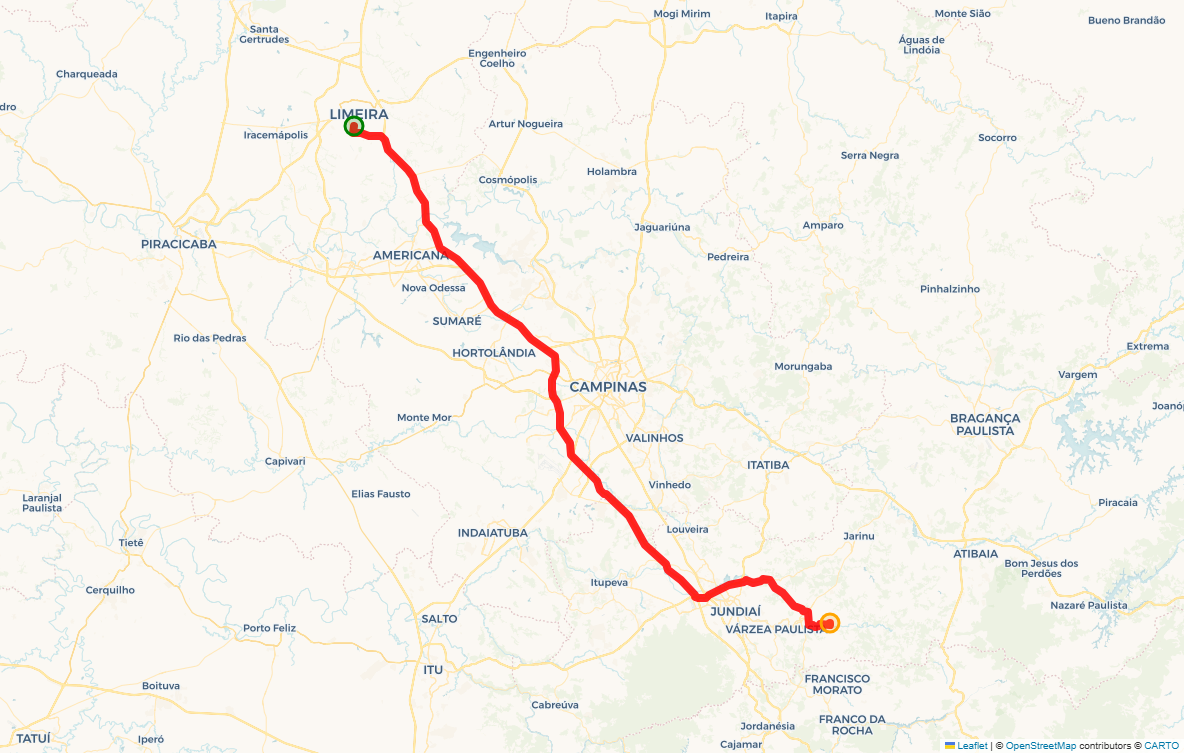 Mogi Mirim
Itapira
Monte Sião
Bueno Brandão
Santa
Gertrudes
Águas de
Lindóia
Engenheiro
Coelho
Charqueada
dro
LIMEIRA
Iracemápolis
Artur Nogueira
Socorro
Serra Negra
Holambra
Cosmópolis
Jaguariúna
Amparo
PIRACICABA
AMERICANA
Pedreira
Nova Odessa
Pinhalzinho
SUMARÉ
Rio das Pedras
HORTOLÂNDIA
Extrema
Morungaba
Vargem
CAMPINAS
Joanóp
Monte Mor
BRAGANÇA
PAULISTA
VALINHOS
Capivari
ITATIBA
Vinhedo
Elias Fausto
Laranjal
Paulista
Piracaia
Louveira
INDAIATUBA
Jarinu
Tietê
ATIBAIA
Bom Jesus dos
Perdões
Itupeva
Cerquilho
Nazaré Paulista
JUNDIAÍ
SALTO
Porto Feliz
VÁRZEA PAULISTA
ITU
FRANCISCO
MORATO
Boituva
Cabreúva
FRANCO DA
ROCHA
Jordanésia
TATUÍ
Iperó
Cajamar
Leaflet | © OpenStreetMap contributors © CARTO